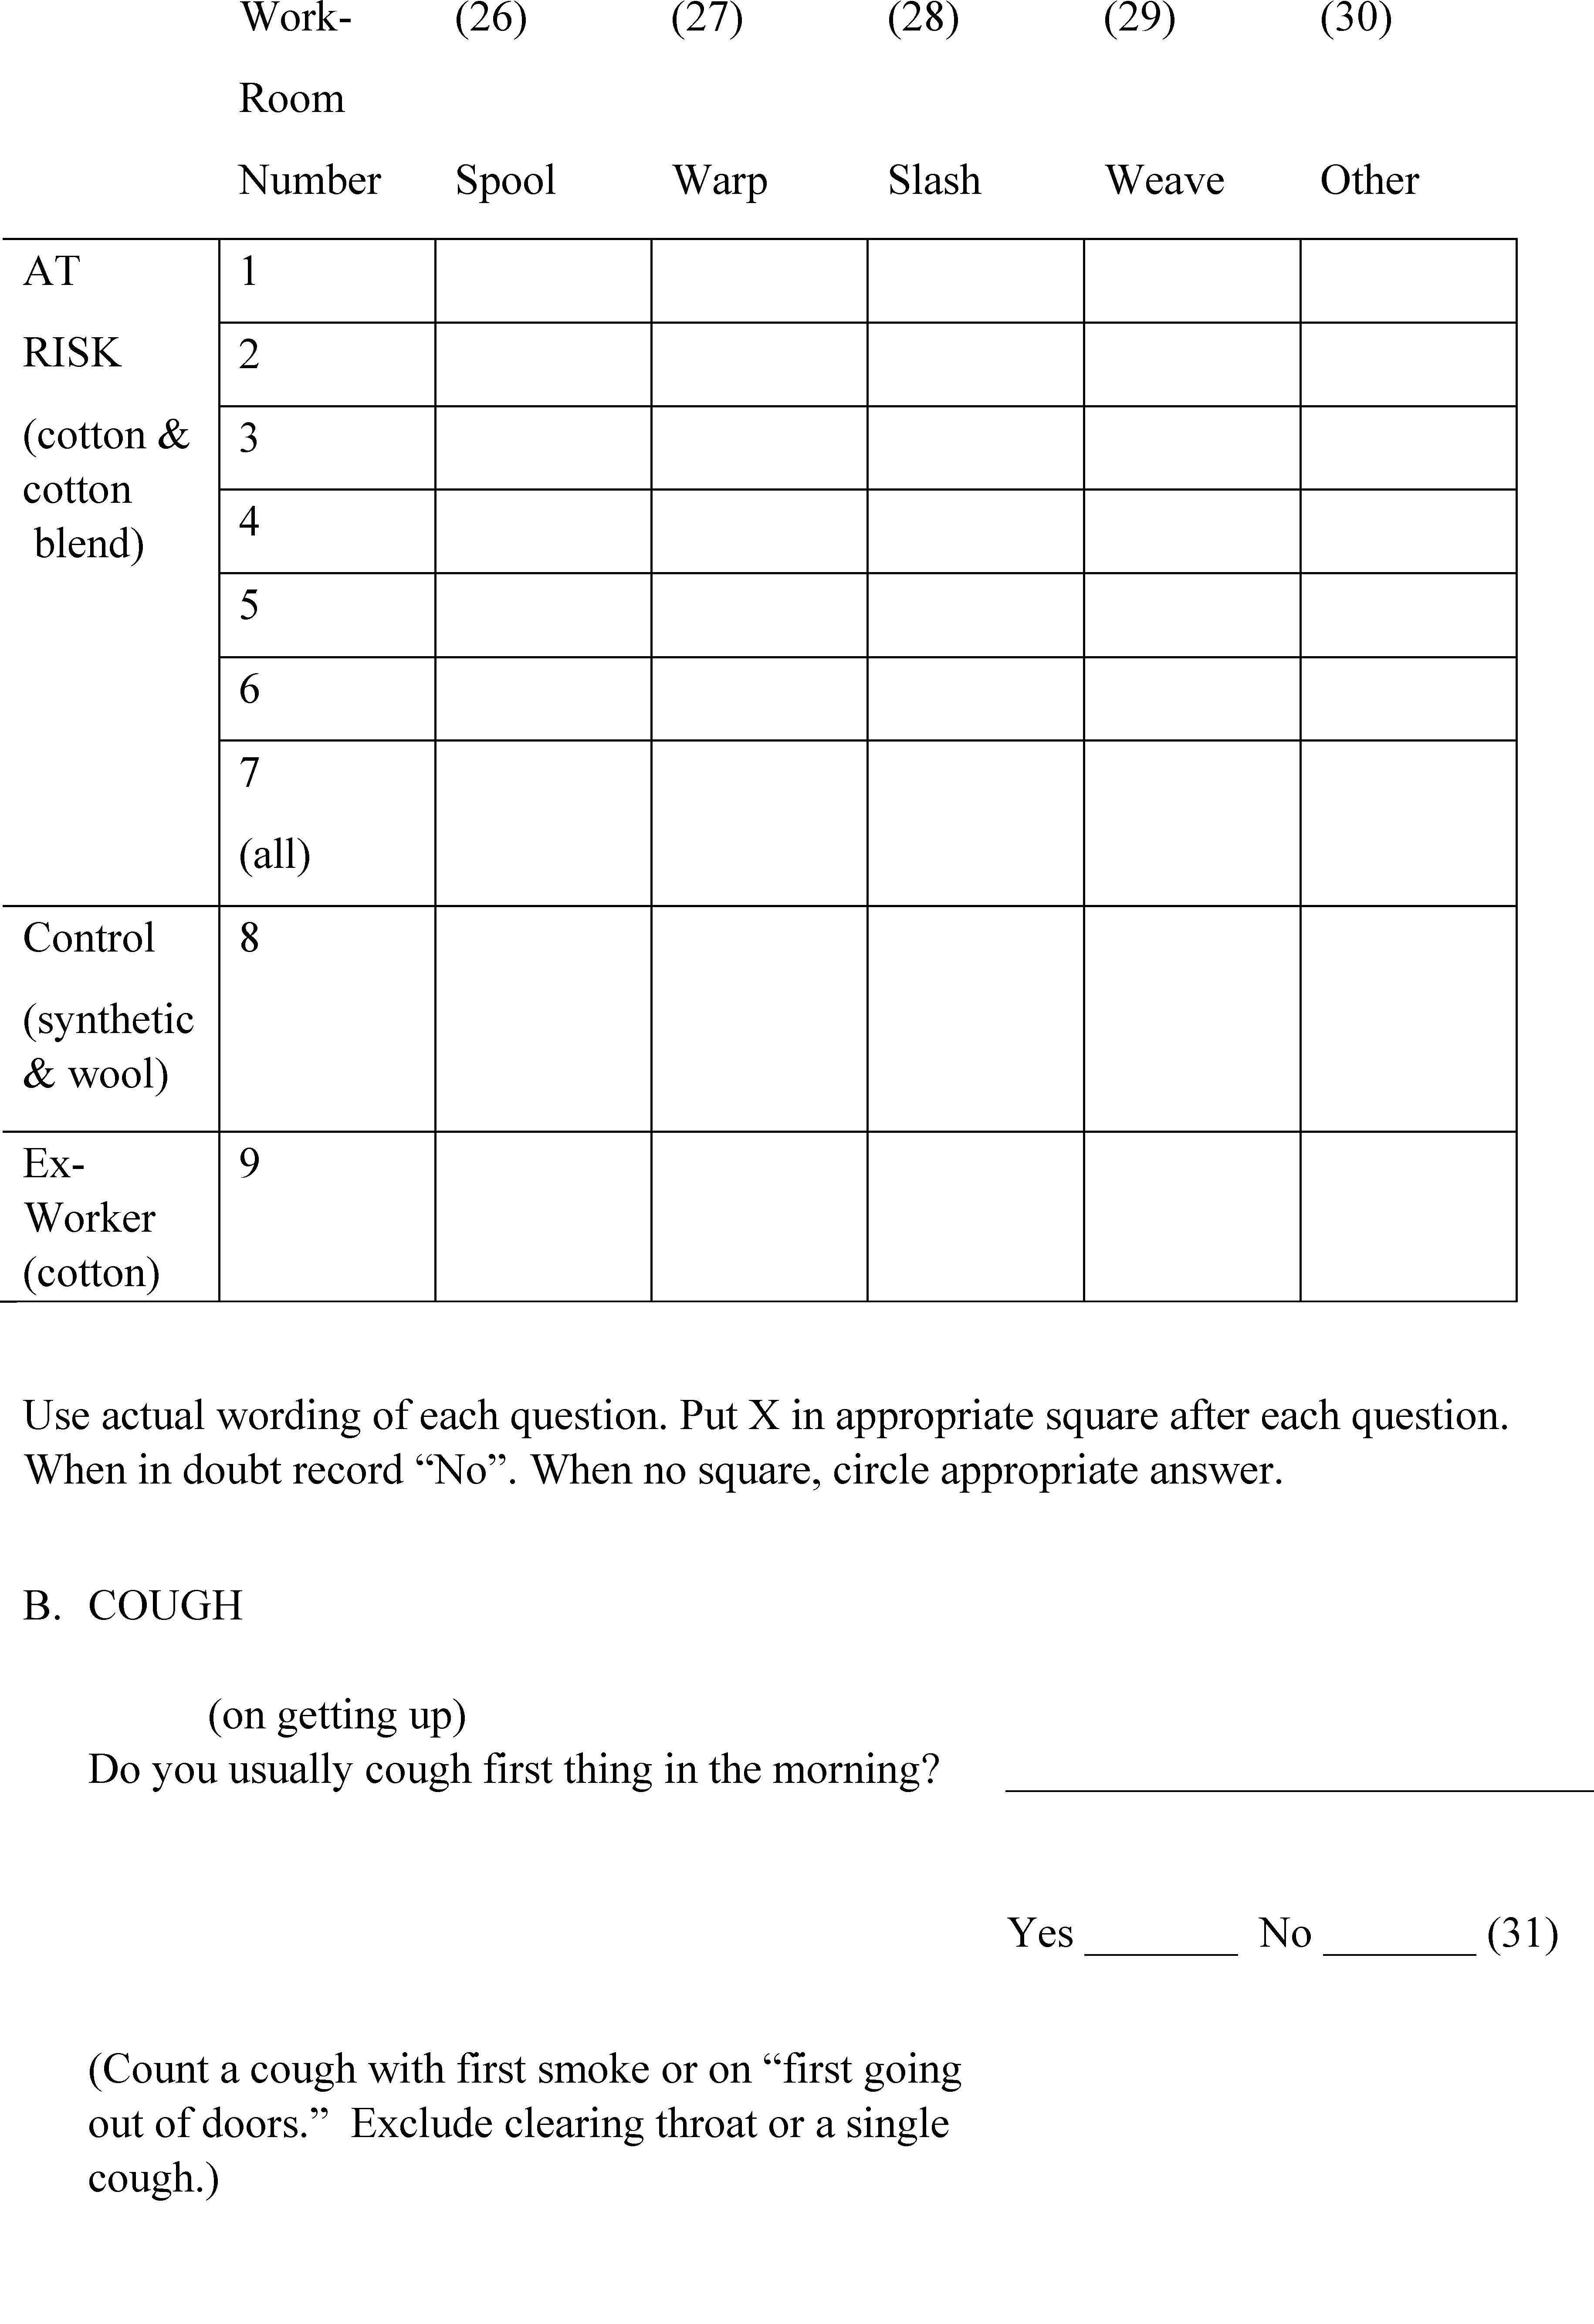 Work- (26) (27) (28) (29) (30)
Room
Number Spool Warp Slash Weave Other
AT 1
RISK 2
(cotton & 3
cotton
blend) 4
5
6
7
(all)
Control 8
(synthetic
& wool)
Ex- 9
Worker
(cotton)
Use actual wording of each question. Put X in appropriate square after each question.
When in doubt record “No”. When no square, circle appropriate answer.
B. COUGH
(on getting up)
Do you usually cough first thing in the morning? ______________
Yes _______ No _______ (31)
(Count a cough with first smoke or on “first going
out of doors.” Exclude clearing throat or a single
cough.)